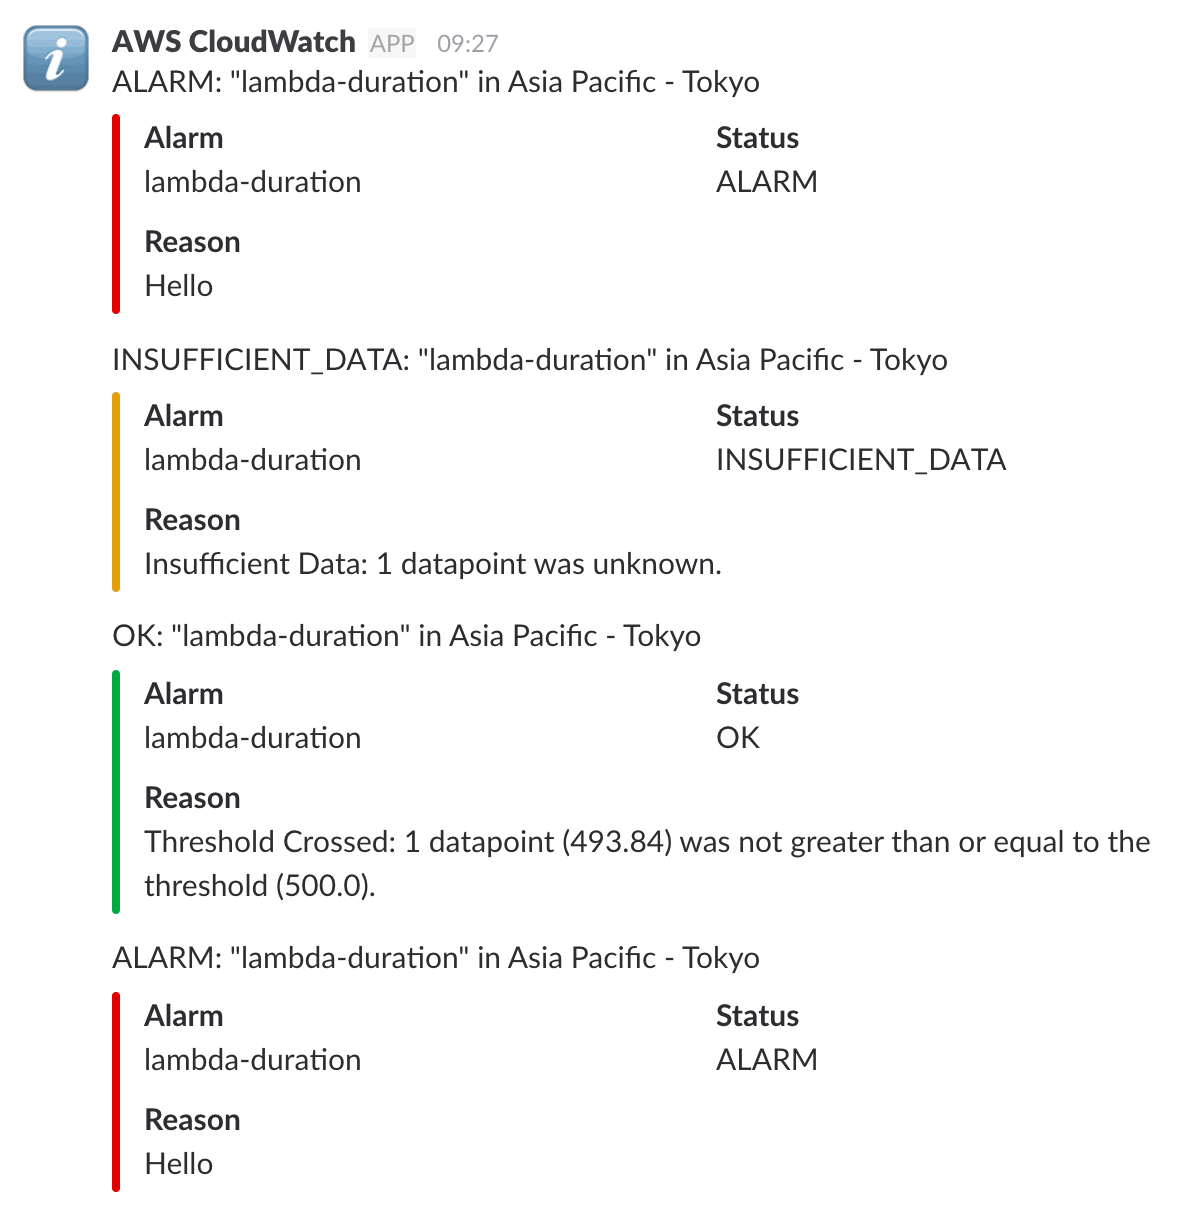 AWS CloudWatch APP 09:27
ALARM: "lambda-duration" in Asia Pacific - Tokyo
Alarm Status
lambda-duration ALARM
Reason
Hello
INSUFFICIENT_DATA: "lambda-duration" in Asia Pacific - Tokyo
Alarm Status
lambda-duration INSUFFICIENT_DATA
Reason
Insufficient Data: 1 datapoint was unknown.
OK: "lambda-duration" in Asia Pacific - Tokyo
Alarm Status
lambda-duration OK
Reason
Threshold Crossed: 1 datapoint (493.84) was not greater than or equal to the
threshold (500.0).
ALARM: "lambda-duration" in Asia Pacific - Tokyo
Alarm Status
lambda-duration ALARM
Reason
Hello